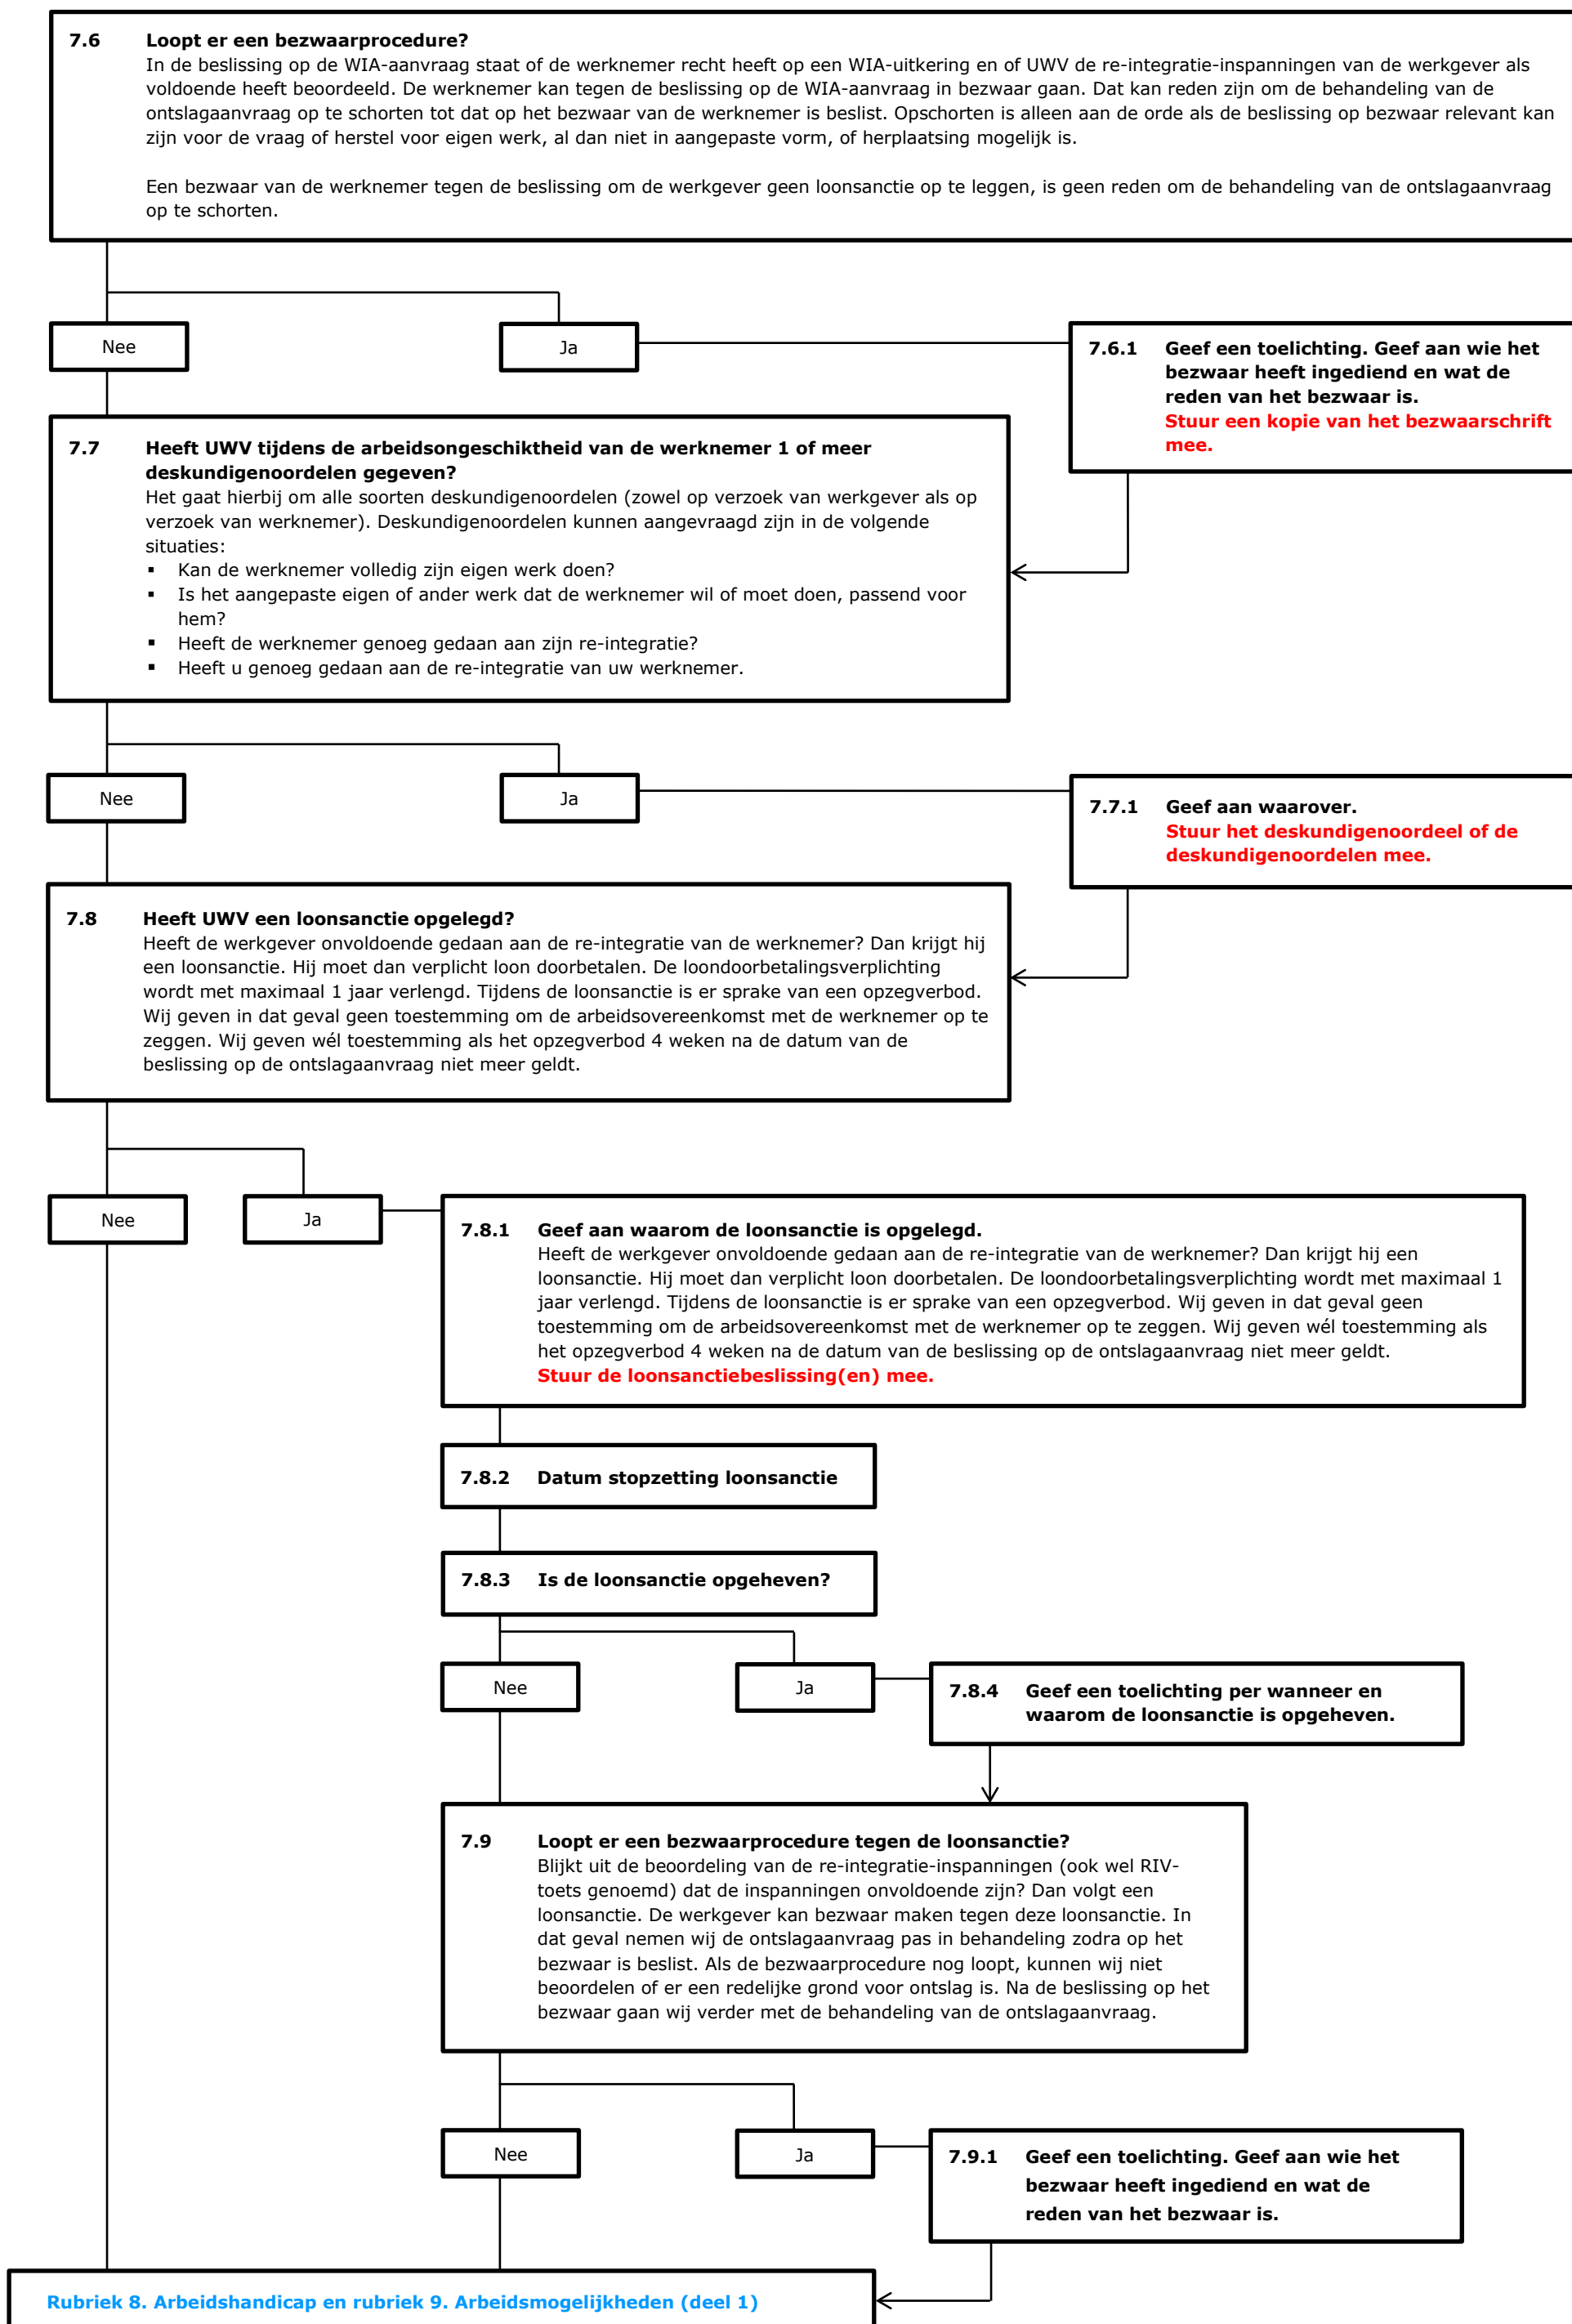 7.6 Loopt er een bezwaarprocedure?
In de beslissing op de WIA-aanvraag staat of de werknemer recht heeft op een WIA-uitkering en of UWV de re-integratie-inspanningen van de werkgever als
voldoende heeft beoordeeld. De werknemer kan tegen de beslissing op de WIA-aanvraag in bezwaar gaan. Dat kan reden zijn om de behandeling van de
ontslagaanvraag op te schorten tot dat op het bezwaar van de werknemer is beslist. Opschorten is alleen aan de orde als de beslissing op bezwaar relevant kan
zijn voor de vraag of herstel voor eigen werk, al dan niet in aangepaste vorm, of herplaatsing mogelijk is.
Een bezwaar van de werknemer tegen de beslissing om de werkgever geen loonsanctie op te leggen, is geen reden om de behandeling van de ontslagaanvraag
op te schorten.
Nee
Ja
7.6.1 Geef een toelichting. Geef aan wie het
bezwaar heeft ingediend en wat de
reden van het bezwaar is.
Stuur een kopie van het bezwaarschrift
mee.
7.7 Heeft UWV tijdens de arbeidsongeschiktheid van de werknemer 1 of meer
deskundigenoordelen gegeven?
Het gaat hierbij om alle soorten deskundigenoordelen (zowel op verzoek van werkgever als op
verzoek van werknemer). Deskundigenoordelen kunnen aangevraagd zijn in de volgende
situaties:
▪ Kan de werknemer volledig zijn eigen werk doen?
▪ Is het aangepaste eigen of ander werk dat de werknemer wil of moet doen, passend voor
hem?
▪ Heeft de werknemer genoeg gedaan aan zijn re-integratie?
▪ Heeft u genoeg gedaan aan de re-integratie van uw werknemer.
Nee
Ja
7.7.1 Geef aan waarover.
Stuur het deskundigenoordeel of de
deskundigenoordelen mee.
7.8 Heeft UWV een loonsanctie opgelegd?
Heeft de werkgever onvoldoende gedaan aan de re-integratie van de werknemer? Dan krijgt hij
een loonsanctie. Hij moet dan verplicht loon doorbetalen. De loondoorbetalingsverplichting
wordt met maximaal 1 jaar verlengd. Tijdens de loonsanctie is er sprake van een opzegverbod.
Wij geven in dat geval geen toestemming om de arbeidsovereenkomst met de werknemer op te
zeggen. Wij geven wél toestemming als het opzegverbod 4 weken na de datum van de
beslissing op de ontslagaanvraag niet meer geldt.
Nee
Ja
7.8.1 Geef aan waarom de loonsanctie is opgelegd.
Heeft de werkgever onvoldoende gedaan aan de re-integratie van de werknemer? Dan krijgt hij een
loonsanctie. Hij moet dan verplicht loon doorbetalen. De loondoorbetalingsverplichting wordt met maximaal 1
jaar verlengd. Tijdens de loonsanctie is er sprake van een opzegverbod. Wij geven in dat geval geen
toestemming om de arbeidsovereenkomst met de werknemer op te zeggen. Wij geven wél toestemming als
het opzegverbod 4 weken na de datum van de beslissing op de ontslagaanvraag niet meer geldt.
Stuur de loonsanctiebeslissing(en) mee.
7.8.2 Datum stopzetting loonsanctie
7.8.3 Is de loonsanctie opgeheven?
Nee
Ja
7.8.4 Geef een toelichting per wanneer en
waarom de loonsanctie is opgeheven.
7.9 Loopt er een bezwaarprocedure tegen de loonsanctie?
Blijkt uit de beoordeling van de re-integratie-inspanningen (ook wel RIV-
toets genoemd) dat de inspanningen onvoldoende zijn? Dan volgt een
loonsanctie. De werkgever kan bezwaar maken tegen deze loonsanctie. In
dat geval nemen wij de ontslagaanvraag pas in behandeling zodra op het
bezwaar is beslist. Als de bezwaarprocedure nog loopt, kunnen wij niet
beoordelen of er een redelijke grond voor ontslag is. Na de beslissing op het
bezwaar gaan wij verder met de behandeling van de ontslagaanvraag.
Nee
Ja
7.9.1 Geef een toelichting. Geef aan wie het
bezwaar heeft ingediend en wat de
reden van het bezwaar is.
Rubriek 8. Arbeidshandicap en rubriek 9. Arbeidsmogelijkheden (deel 1)